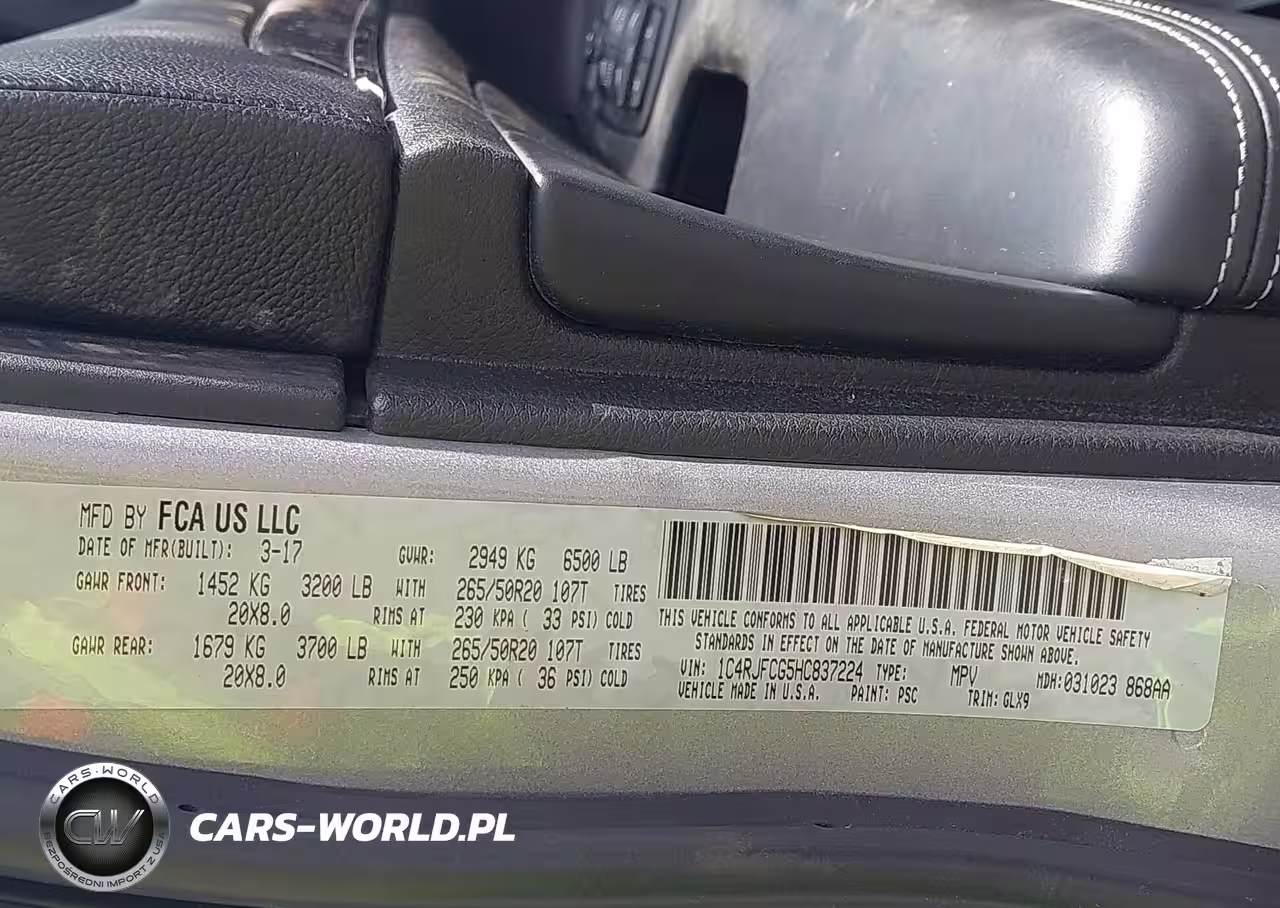 MFD BY FCA US LLC
DATE OF MFR(BUILT): 3-17 GVWR: 2949 KG 6500 LB
GAWR FRONT: 1452 KG 3200 LB WITH 265/50R20 107T TIRES
20X8.0 RIMS AT 230 KPA ( 33 PSI) COLD
GAWR REAR: 1679 KG 3700 LB WITH 265/50R20 107T TIRES
20X8.0 RIMS AT 250 KPA ( 36 PSI) COLD
THIS VEHICLE CONFORMS TO ALL APPLICABLE U.S.A. FEDERAL MOTOR VEHICLE SAFETY
STANDARDS IN EFFECT ON THE DATE OF MANUFACTURE SHOWN ABOVE.
VIN: 1C4RJFCG5HC837224 TYPE: MPV MDH: 031023 868AA
VEHICLE MADE IN U.S.A. PAINT: PSC TRIM: GLX9
CARS-WORLD
CW
BEZPOŚREDNI IMPORT Z USA
CARS-WORLD.PL